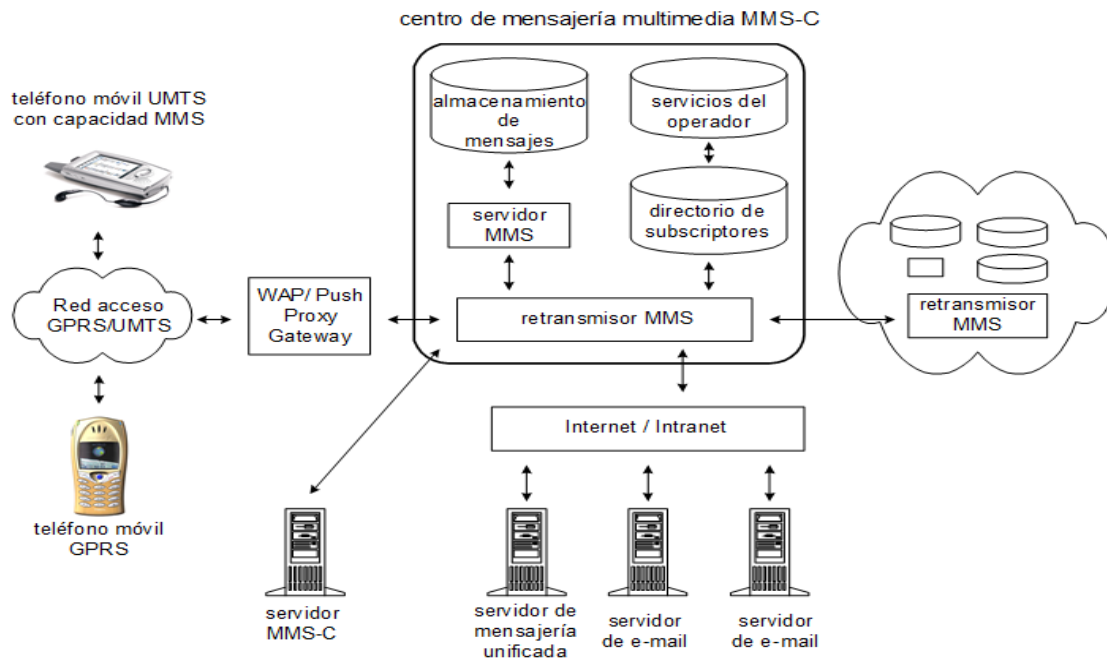 centro de mensajería multimedia MMS-C
teléfono móvil UMTS
con capacidad MMS
almacenamiento
de
mensajes
servicios del
operador
servidor
MMS
directorio de
subscriptores
Red acceso
GPRS/UMTS
WAP/ Push
Proxy
Gateway
retransmisor MMS
retransmisor
MMS
Internet / Intranet
teléfono móvil
GPRS
servidor
MMS-C
servidor de
mensajería
unificada
servidor
de e-mail
servidor
de e-mail